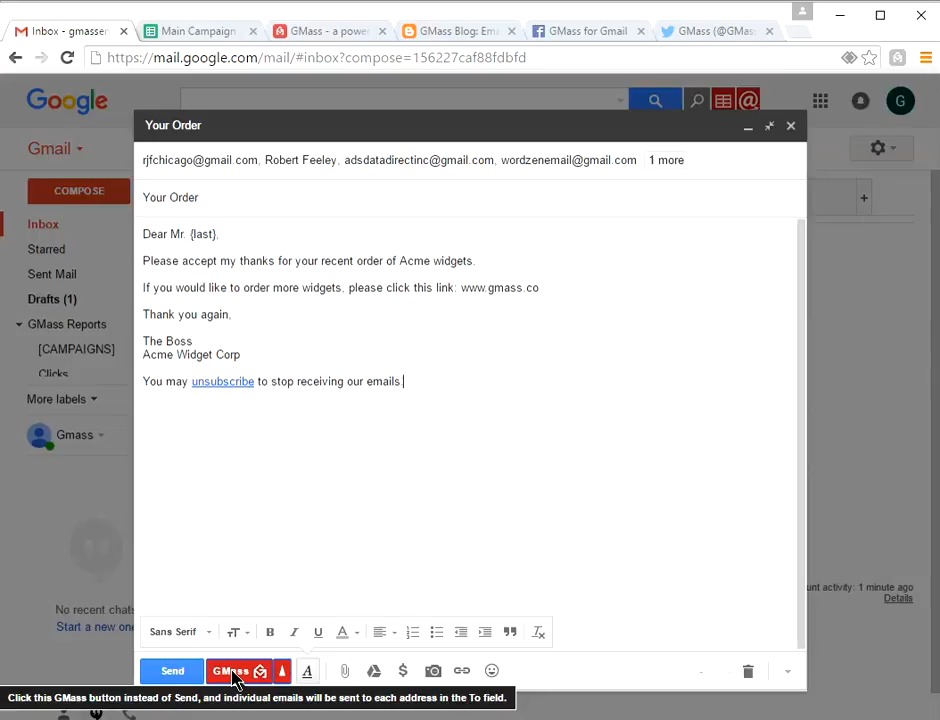 Inbox - gmasser
Main Campaign
GMass - a power
GMass Blog: Ema
GMass for Gmail
GMass (@GMas
https://mail.google.com/mail/#inbox?compose=156227caf88fdbfd
Google
G
Gmail
COMPOSE
Inbox
Starred
Sent Mail
Drafts (1)
GMass Reports
[CAMPAIGNS]
Clicks
More labels
Gmass
No recent chats
Start a new one
Your Order
rjfchicago@gmail.com, Robert Feeley, adsdatadirectinc@gmail.com, wordzenemail@gmail.com 1 more
Your Order
Dear Mr. {last},
Please accept my thanks for your recent order of Acme widgets.
If you would like to order more widgets, please click this link: www.gmass.co
Thank you again,
The Boss
Acme Widget Corp
You may unsubscribe to stop receiving our emails.
unt activity: 1 minute ago
Details
Sans Serif
Send GMass
Click this GMass button instead of Send, and individual emails will be sent to each address in the To field.